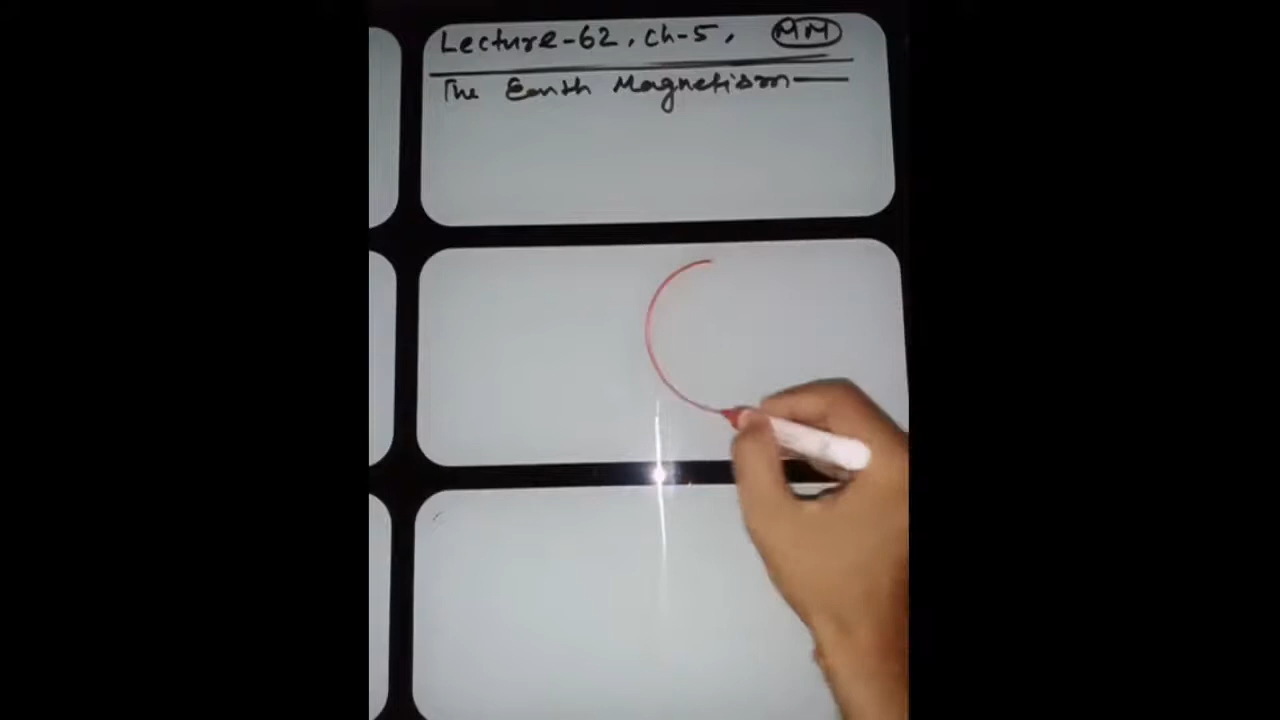 Lecture-62, Ch-5, MM
The Earth Magnetism—